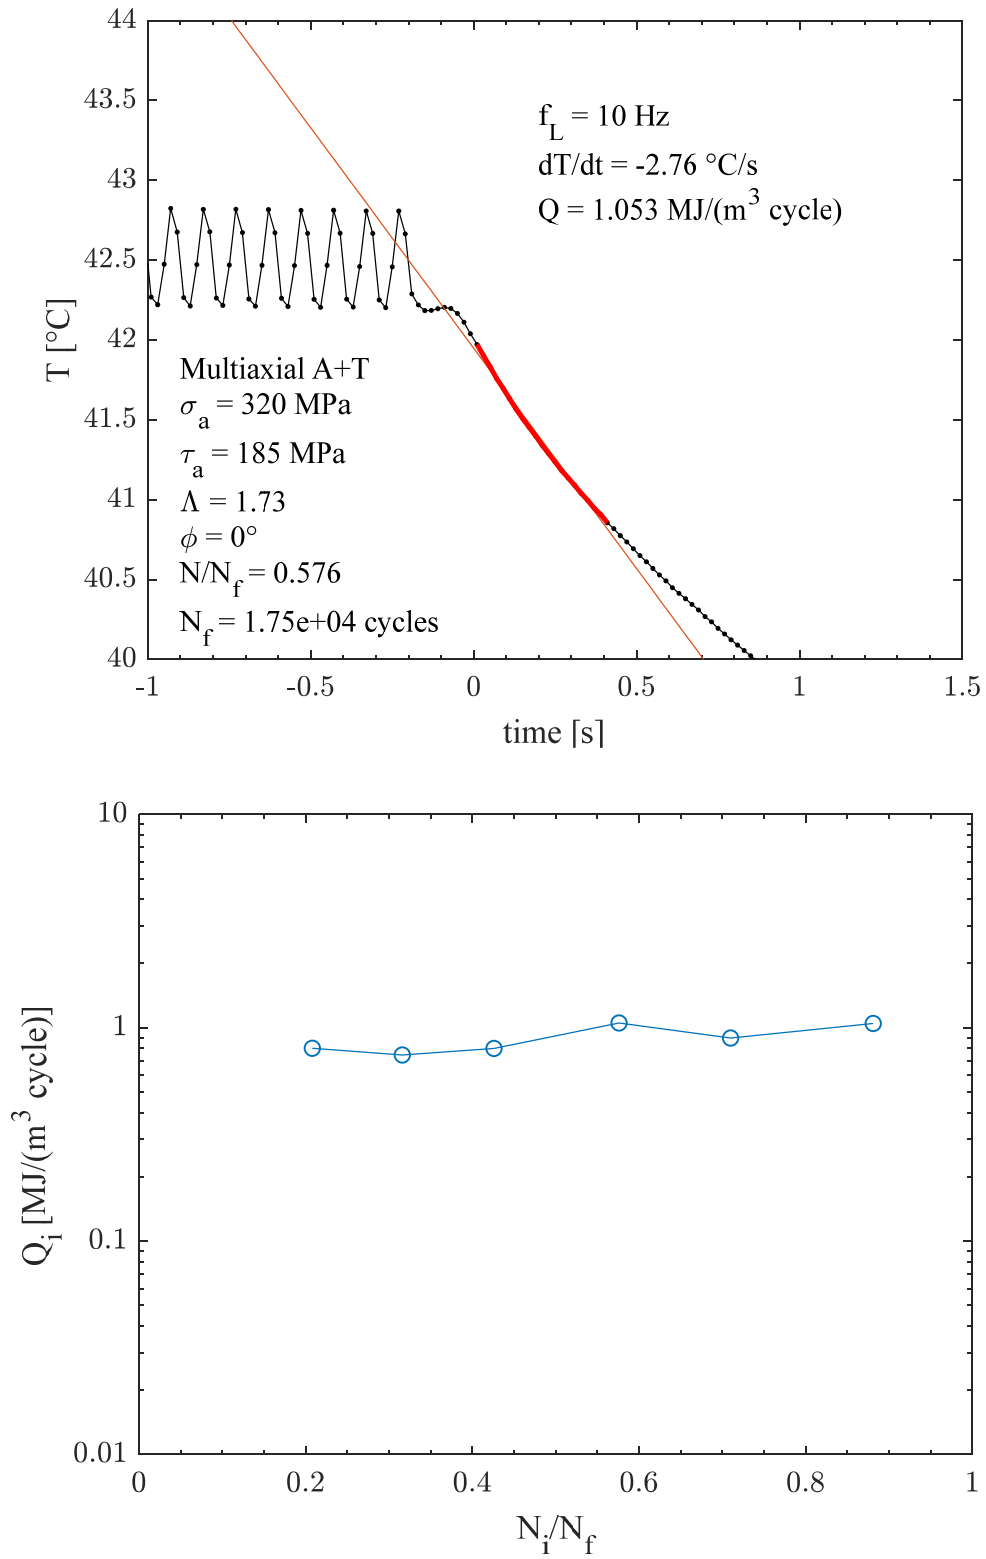 44
43.5
43
42.5
42
41.5
41
40.5
40
T [°C]
f_L = 10 Hz
dT/dt = -2.76 °C/s
Q = 1.053 MJ/(m³ cycle)
Multiaxial A+T
σ_a = 320 MPa
τ_a = 185 MPa
Λ = 1.73
ϕ = 0°
N/N_f = 0.576
N_f = 1.75e+04 cycles
-1 -0.5 0 0.5 1 1.5
time [s]
10
1
0.1
0.01
Q_i [MJ/(m³ cycle)]
0 0.2 0.4 0.6 0.8 1
N_i/N_f